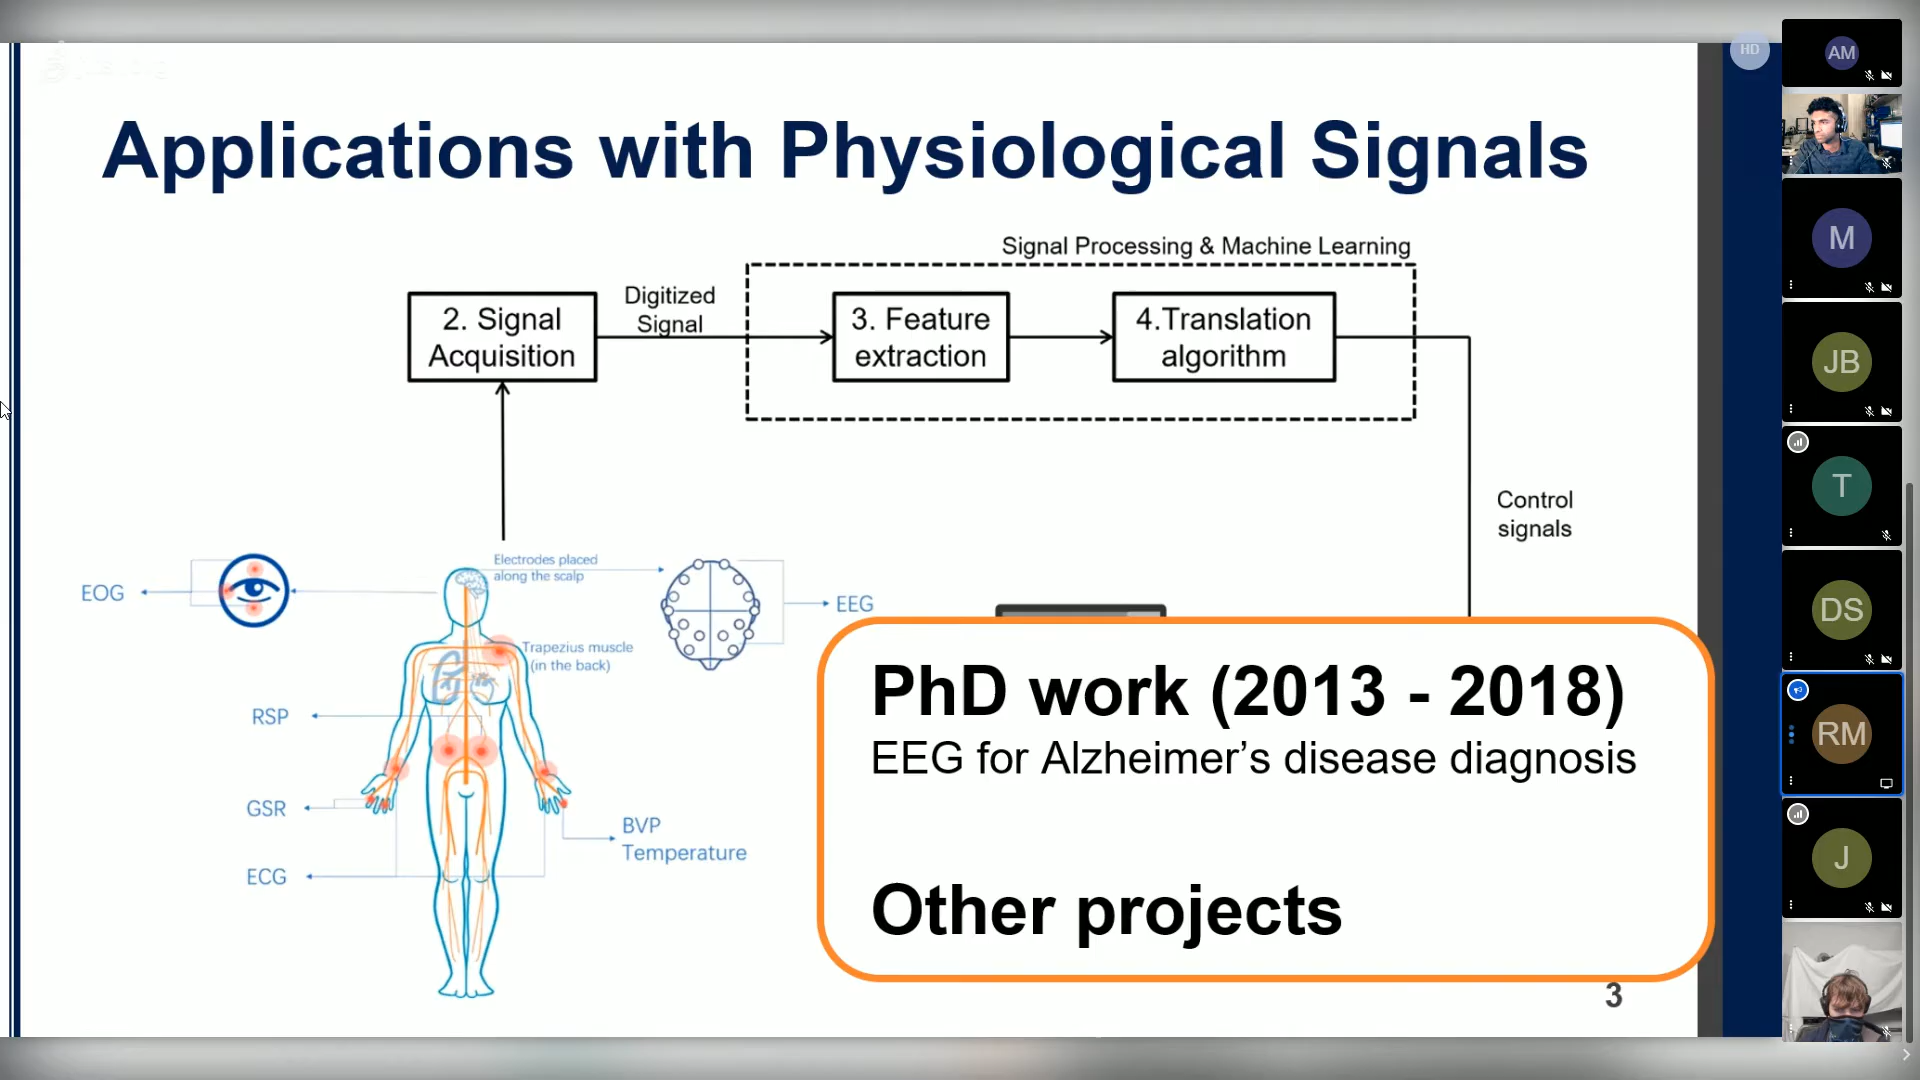 HD
Applications with Physiological Signals
Signal Processing & Machine Learning
2. Signal
Acquisition
Digitized
Signal
3. Feature
extraction
4.Translation
algorithm
Control
signals
Electrodes placed
along the scalp
EOG
EEG
Trapezius muscle
(in the back)
RSP
GSR
ECG
BVP
Temperature
PhD work (2013 - 2018)
EEG for Alzheimer’s disease diagnosis
Other projects
3
AM
M
JB
T
DS
RM
J